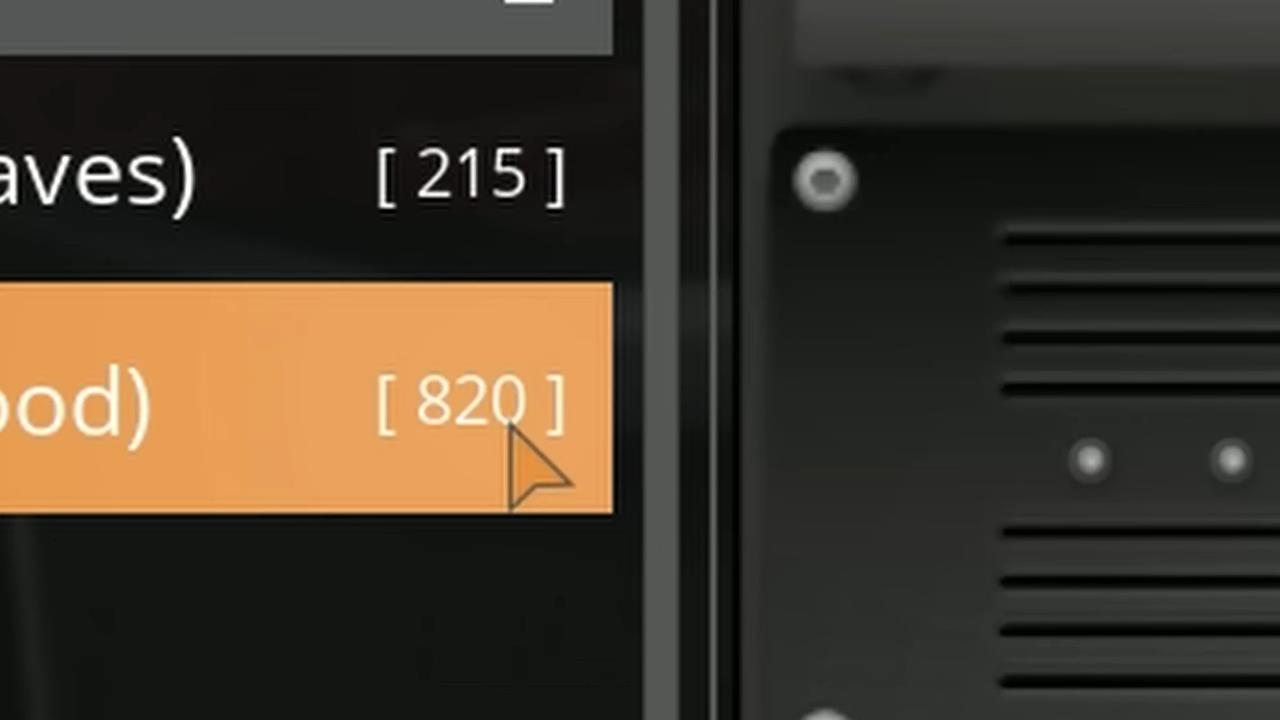 aves) [ 215 ]
ood) [ 820 ]